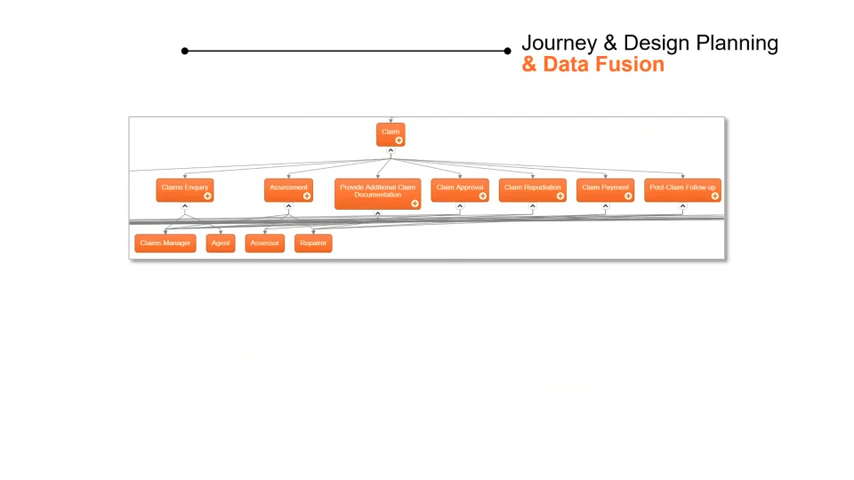 Journey & Design Planning
& Data Fusion
Claim
Claims Enquiry
Assessment
Provide Additional Claim
Documentation
Claim Approval
Claim Repudiation
Claim Payment
Post-Claim Follow up
Claims Manager
Agent
Assessor
Repairer